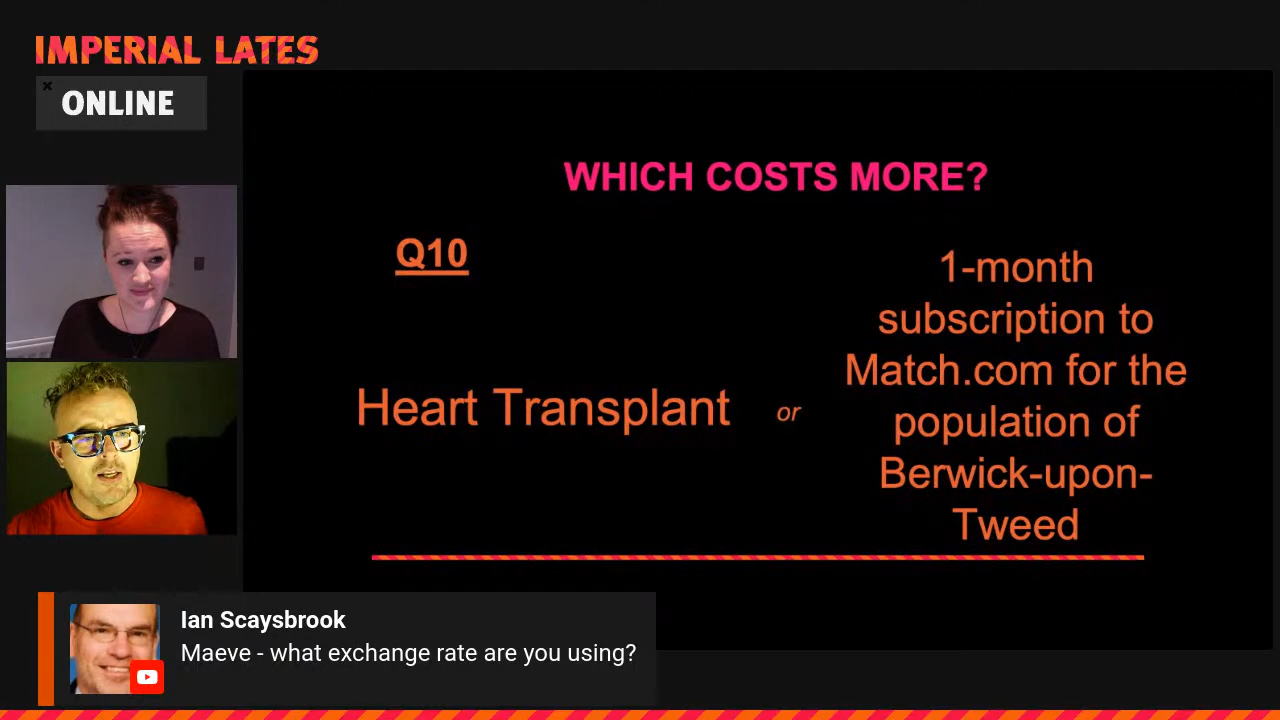 IMPERIAL LATES
ONLINE
WHICH COSTS MORE?
Q10
Heart Transplant
or
1-month
subscription to
Match.com for the
population of
Berwick-upon-
Tweed
Ian Scaysbrook
Maeve - what exchange rate are you using?